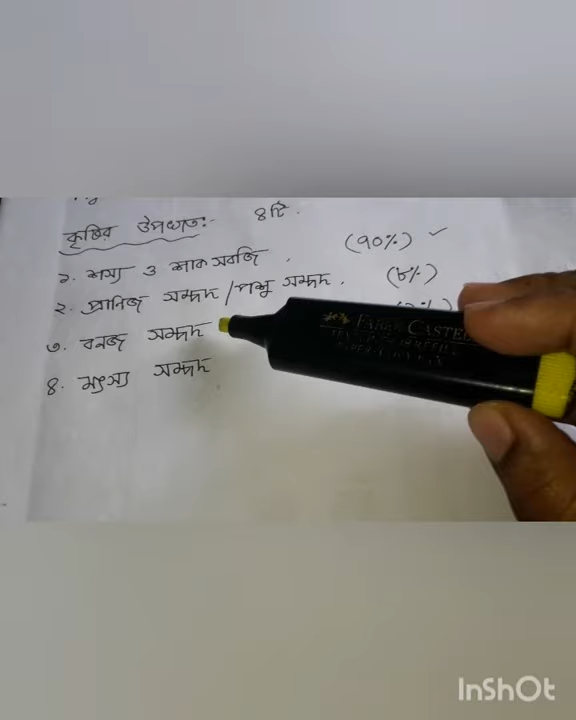 কৃষির উপখাত:- ৪টি.
১. শস্য ও শাকসবজি. (৭০%) ✓
২. প্রানিজ সম্পদ/পশু সম্পদ. (৮%)
৩. বনজ সম্পদ
৪. মৎস্য সম্পদ
FABER CASTELL
InShOt